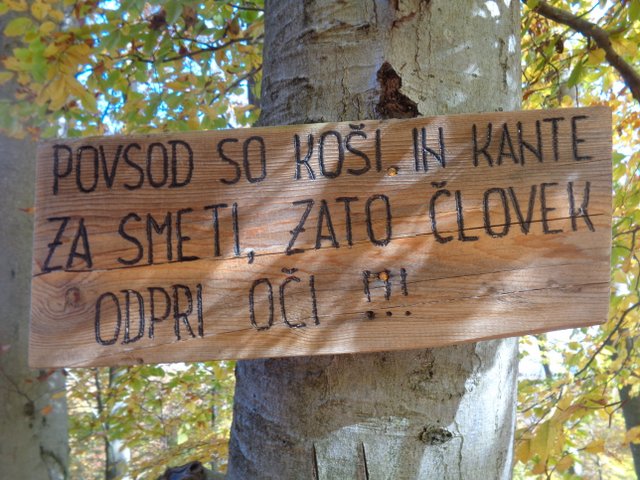 POVSOD SO KOŠI IN KANTE
ZA SMETI, ZATO ČLOVEK
ODPRI OČI !!!